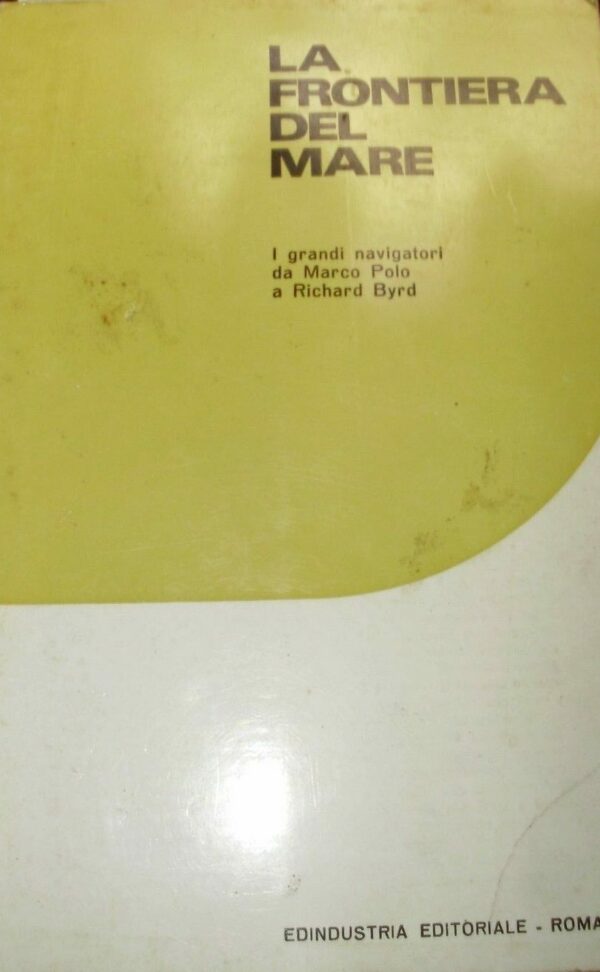 LA
FRONTIERA
DEL
MARE
I grandi navigatori
da Marco Polo
a Richard Byrd
EDINDUSTRIA EDITORIALE - ROMA